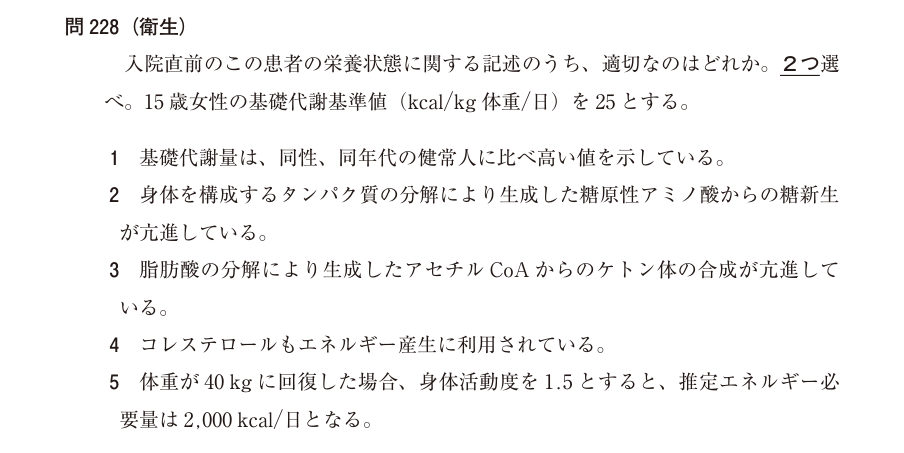 問 228（衛生）
入院直前のこの患者の栄養状態に関する記述のうち、適切なのはどれか。２つ選
べ。15 歳女性の基礎代謝基準値（kcal/kg 体重/日）を 25 とする。
1 基礎代謝量は、同性、同年代の健常人に比べ高い値を示している。
2 身体を構成するタンパク質の分解により生成した糖原性アミノ酸からの糖新生
が亢進している。
3 脂肪酸の分解により生成したアセチル CoA からのケトン体の合成が亢進して
いる。
4 コレステロールもエネルギー産生に利用されている。
5 体重が 40 kg に回復した場合、身体活動度を 1.5 とすると、推定エネルギー必
要量は 2,000 kcal/日となる。